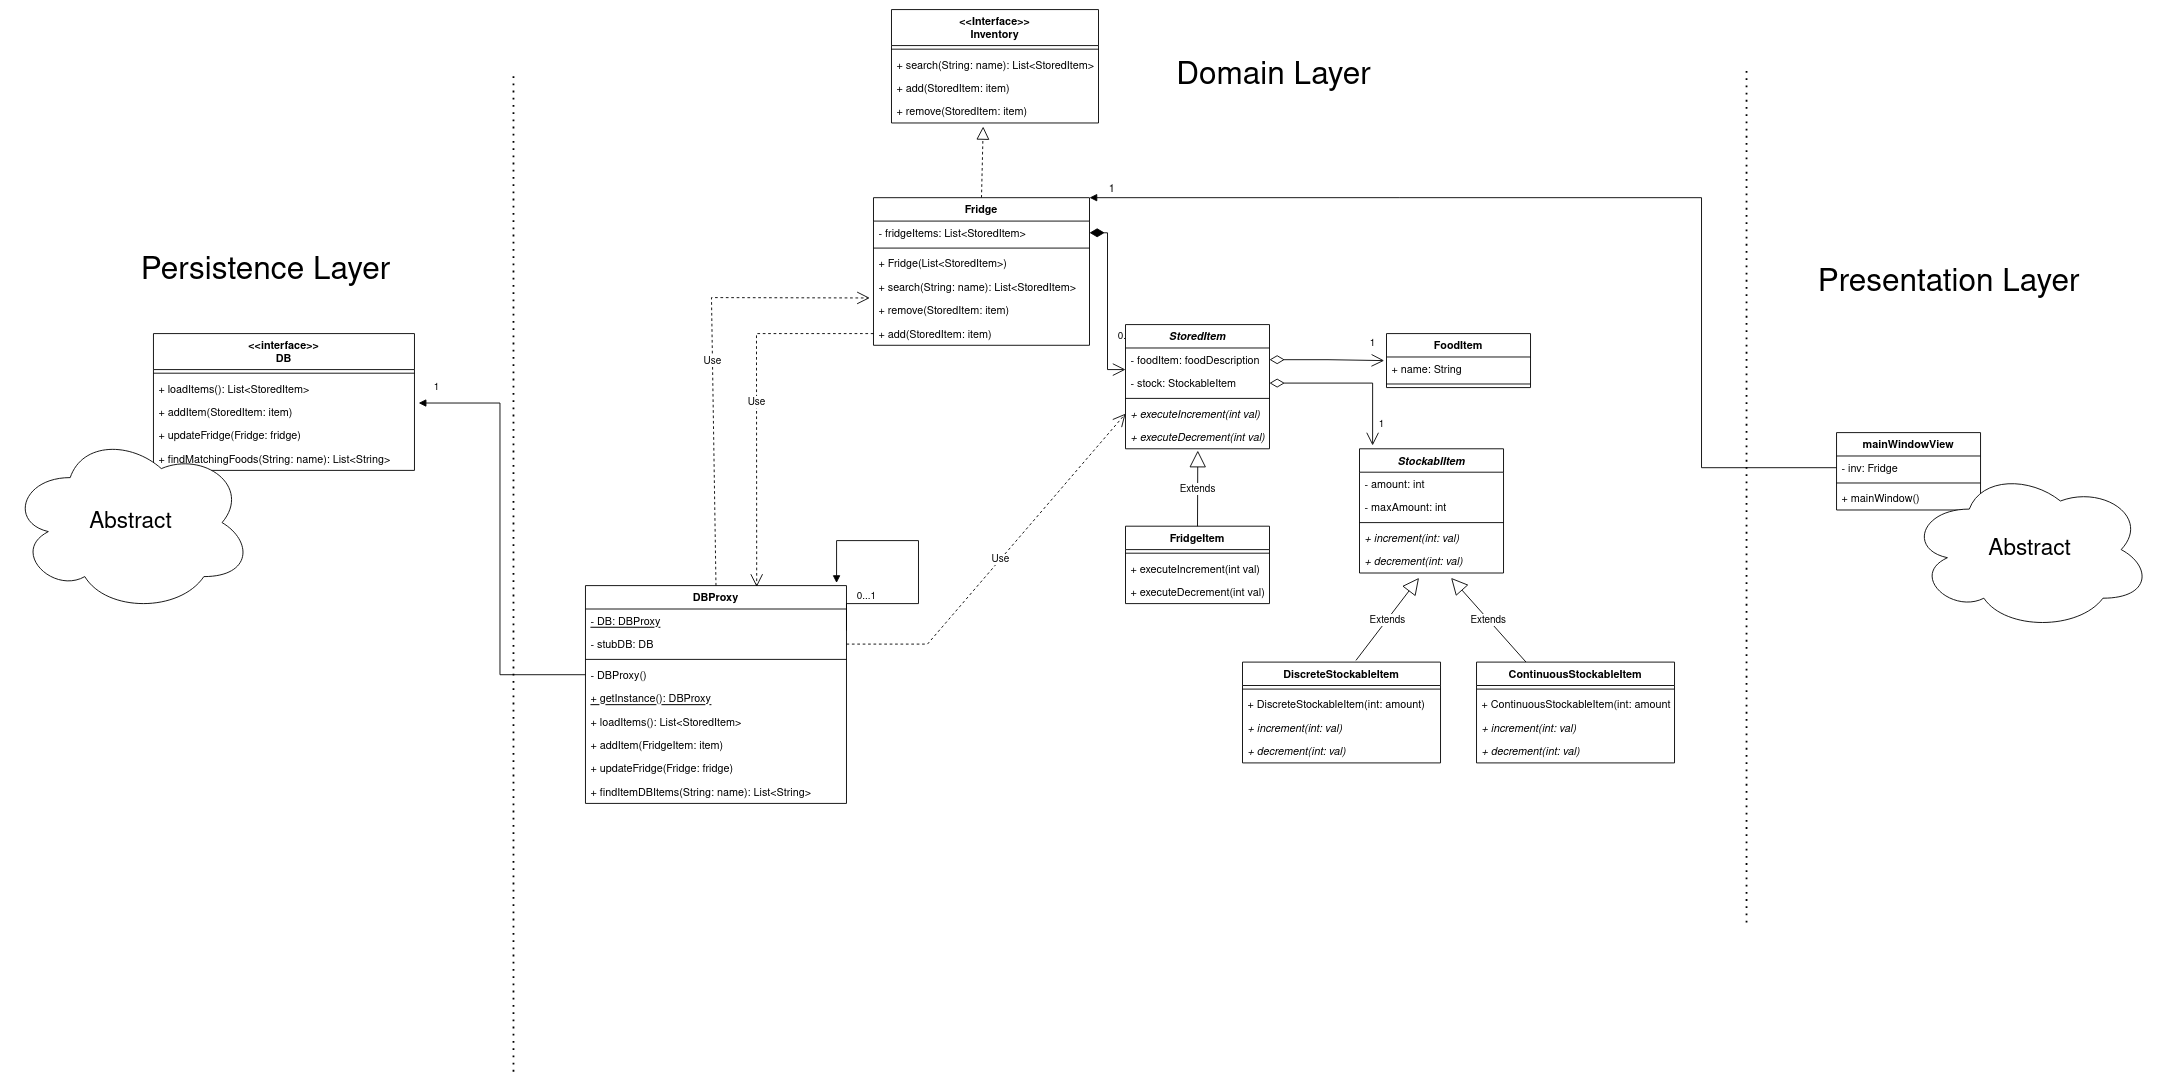 <<Interface>>
Inventory
+ search(String: name): List<StoredItem>
+ add(StoredItem: item)
+ remove(StoredItem: item)
Domain Layer
Persistence Layer
Presentation Layer
1
Fridge
- fridgeItems: List<StoredItem>
+ Fridge(List<StoredItem>)
+ search(String: name): List<StoredItem>
+ remove(StoredItem: item)
+ add(StoredItem: item)
<<interface>>
DB
+ loadItems(): List<StoredItem>
+ addItem(StoredItem: item)
+ updateFridge(Fridge: fridge)
+ findMatchingFoods(String: name): List<String>
Abstract
1
Use
Use
Use
0.
StoredItem
- foodItem: foodDescription
- stock: StockableItem
+ executeIncrement(int val)
+ executeDecrement(int val)
1
FoodItem
+ name: String
1
StockablItem
- amount: int
- maxAmount: int
+ increment(int: val)
+ decrement(int: val)
Extends
FridgeItem
+ executeIncrement(int val)
+ executeDecrement(int val)
Extends
Extends
DiscreteStockableItem
+ DiscreteStockableItem(int: amount)
+ increment(int: val)
+ decrement(int: val)
ContinuousStockableItem
+ ContinuousStockableItem(int: amount
+ increment(int: val)
+ decrement(int: val)
DBProxy
0...1
- DB: DBProxy
- stubDB: DB
- DBProxy()
+ getInstance(): DBProxy
+ loadItems(): List<StoredItem>
+ addItem(FridgeItem: item)
+ updateFridge(Fridge: fridge)
+ findItemDBItems(String: name): List<String>
mainWindowView
- inv: Fridge
+ mainWindow()
Abstract